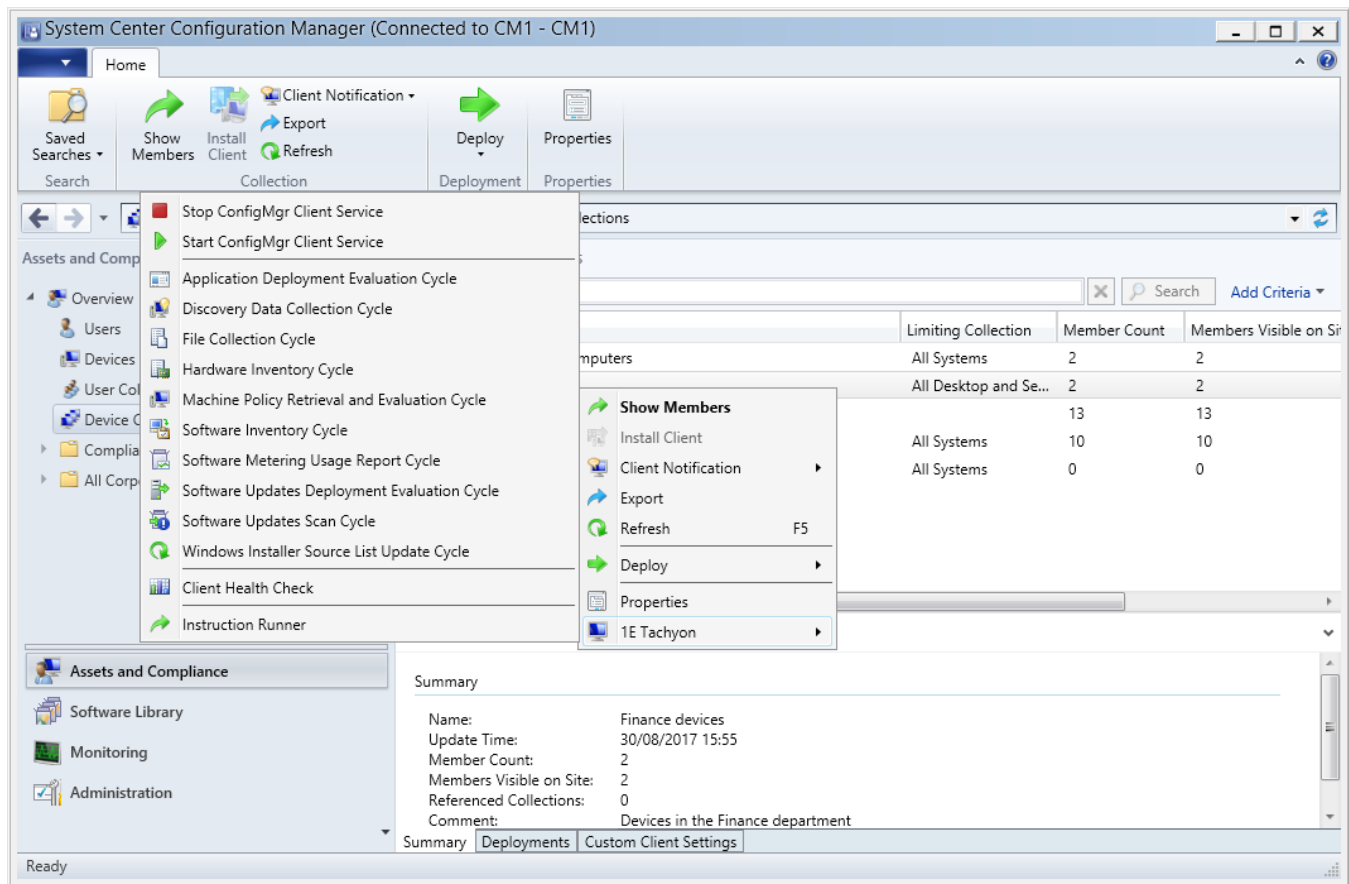 System Center Configuration Manager (Connected to CM1 - CM1)
Home
Saved Searches
Show Members
Install Client
Client Notification
Export
Refresh
Deploy
Properties
Search
Collection
Deployment
Properties
lections
Stop ConfigMgr Client Service
Start ConfigMgr Client Service
Application Deployment Evaluation Cycle
Discovery Data Collection Cycle
File Collection Cycle
Hardware Inventory Cycle
Machine Policy Retrieval and Evaluation Cycle
Software Inventory Cycle
Software Metering Usage Report Cycle
Software Updates Deployment Evaluation Cycle
Software Updates Scan Cycle
Windows Installer Source List Update Cycle
Client Health Check
Instruction Runner
Assets and Comp
Overview
Users
Devices
User Col
Device C
Complia
All Corp
Search
Add Criteria
Limiting Collection Member Count Members Visible on Si
mputers All Systems 2 2
All Desktop and Se... 2 2
13 13
All Systems 10 10
All Systems 0 0
Show Members
Install Client
Client Notification
Export
Refresh F5
Deploy
Properties
1E Tachyon
Assets and Compliance
Software Library
Monitoring
Administration
Summary
Name: Finance devices
Update Time: 30/08/2017 15:55
Member Count: 2
Members Visible on Site: 2
Referenced Collections: 0
Comment: Devices in the Finance department
Summary Deployments Custom Client Settings
Ready